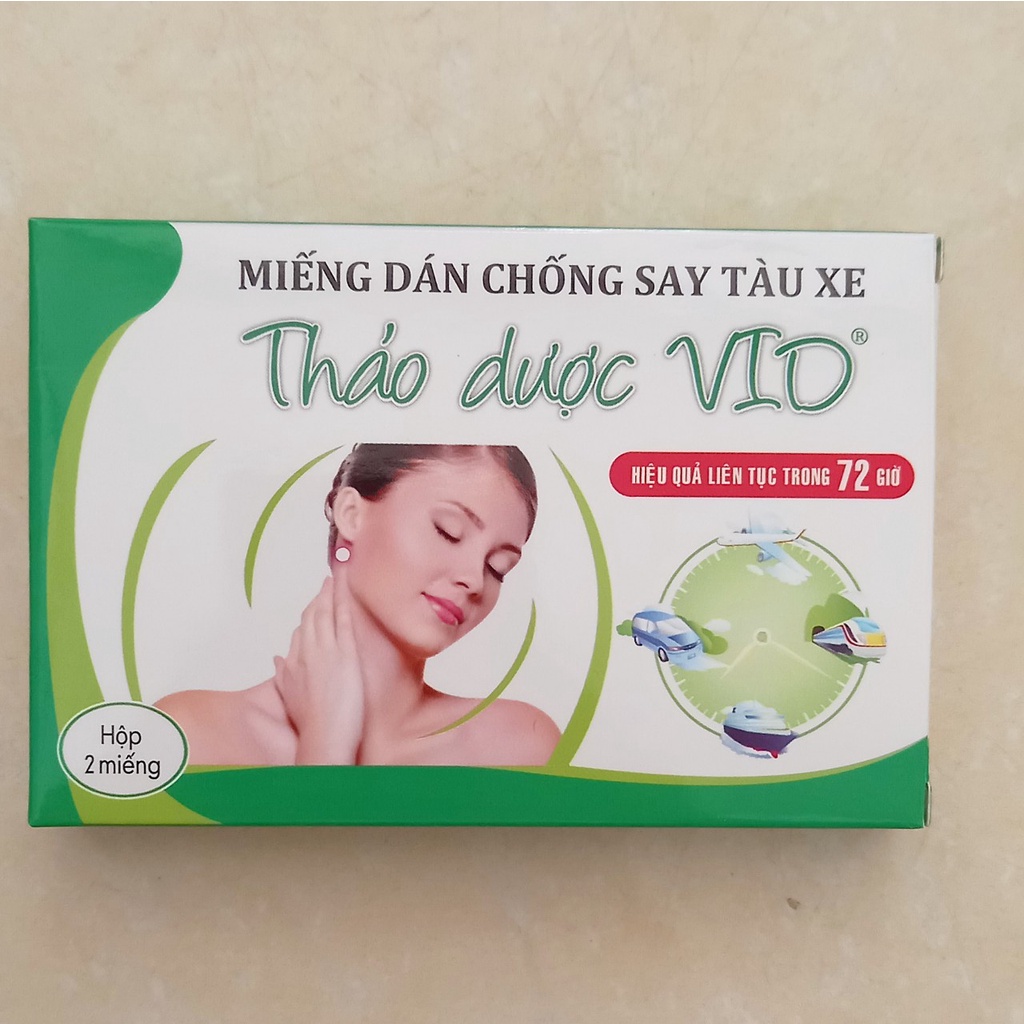 MIẾNG DÁN CHỐNG SAY TÀU XE
Thảo dược VID®
HIỆU QUẢ LIÊN TỤC TRONG 72 GIỜ
Hộp
2 miếng